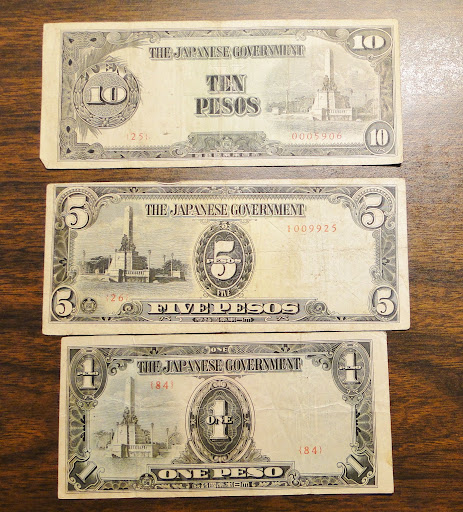 10
THE JAPANESE GOVERNMENT
10
TEN
PESOS
{25}
0005906
10
5
THE JAPANESE GOVERNMENT
5
1009925
5
PESO
{26}
5
FIVE PESOS
5
ONE
1
THE JAPANESE GOVERNMENT
1
{84}
1
ONE
{84}
1
ONE PESO
1